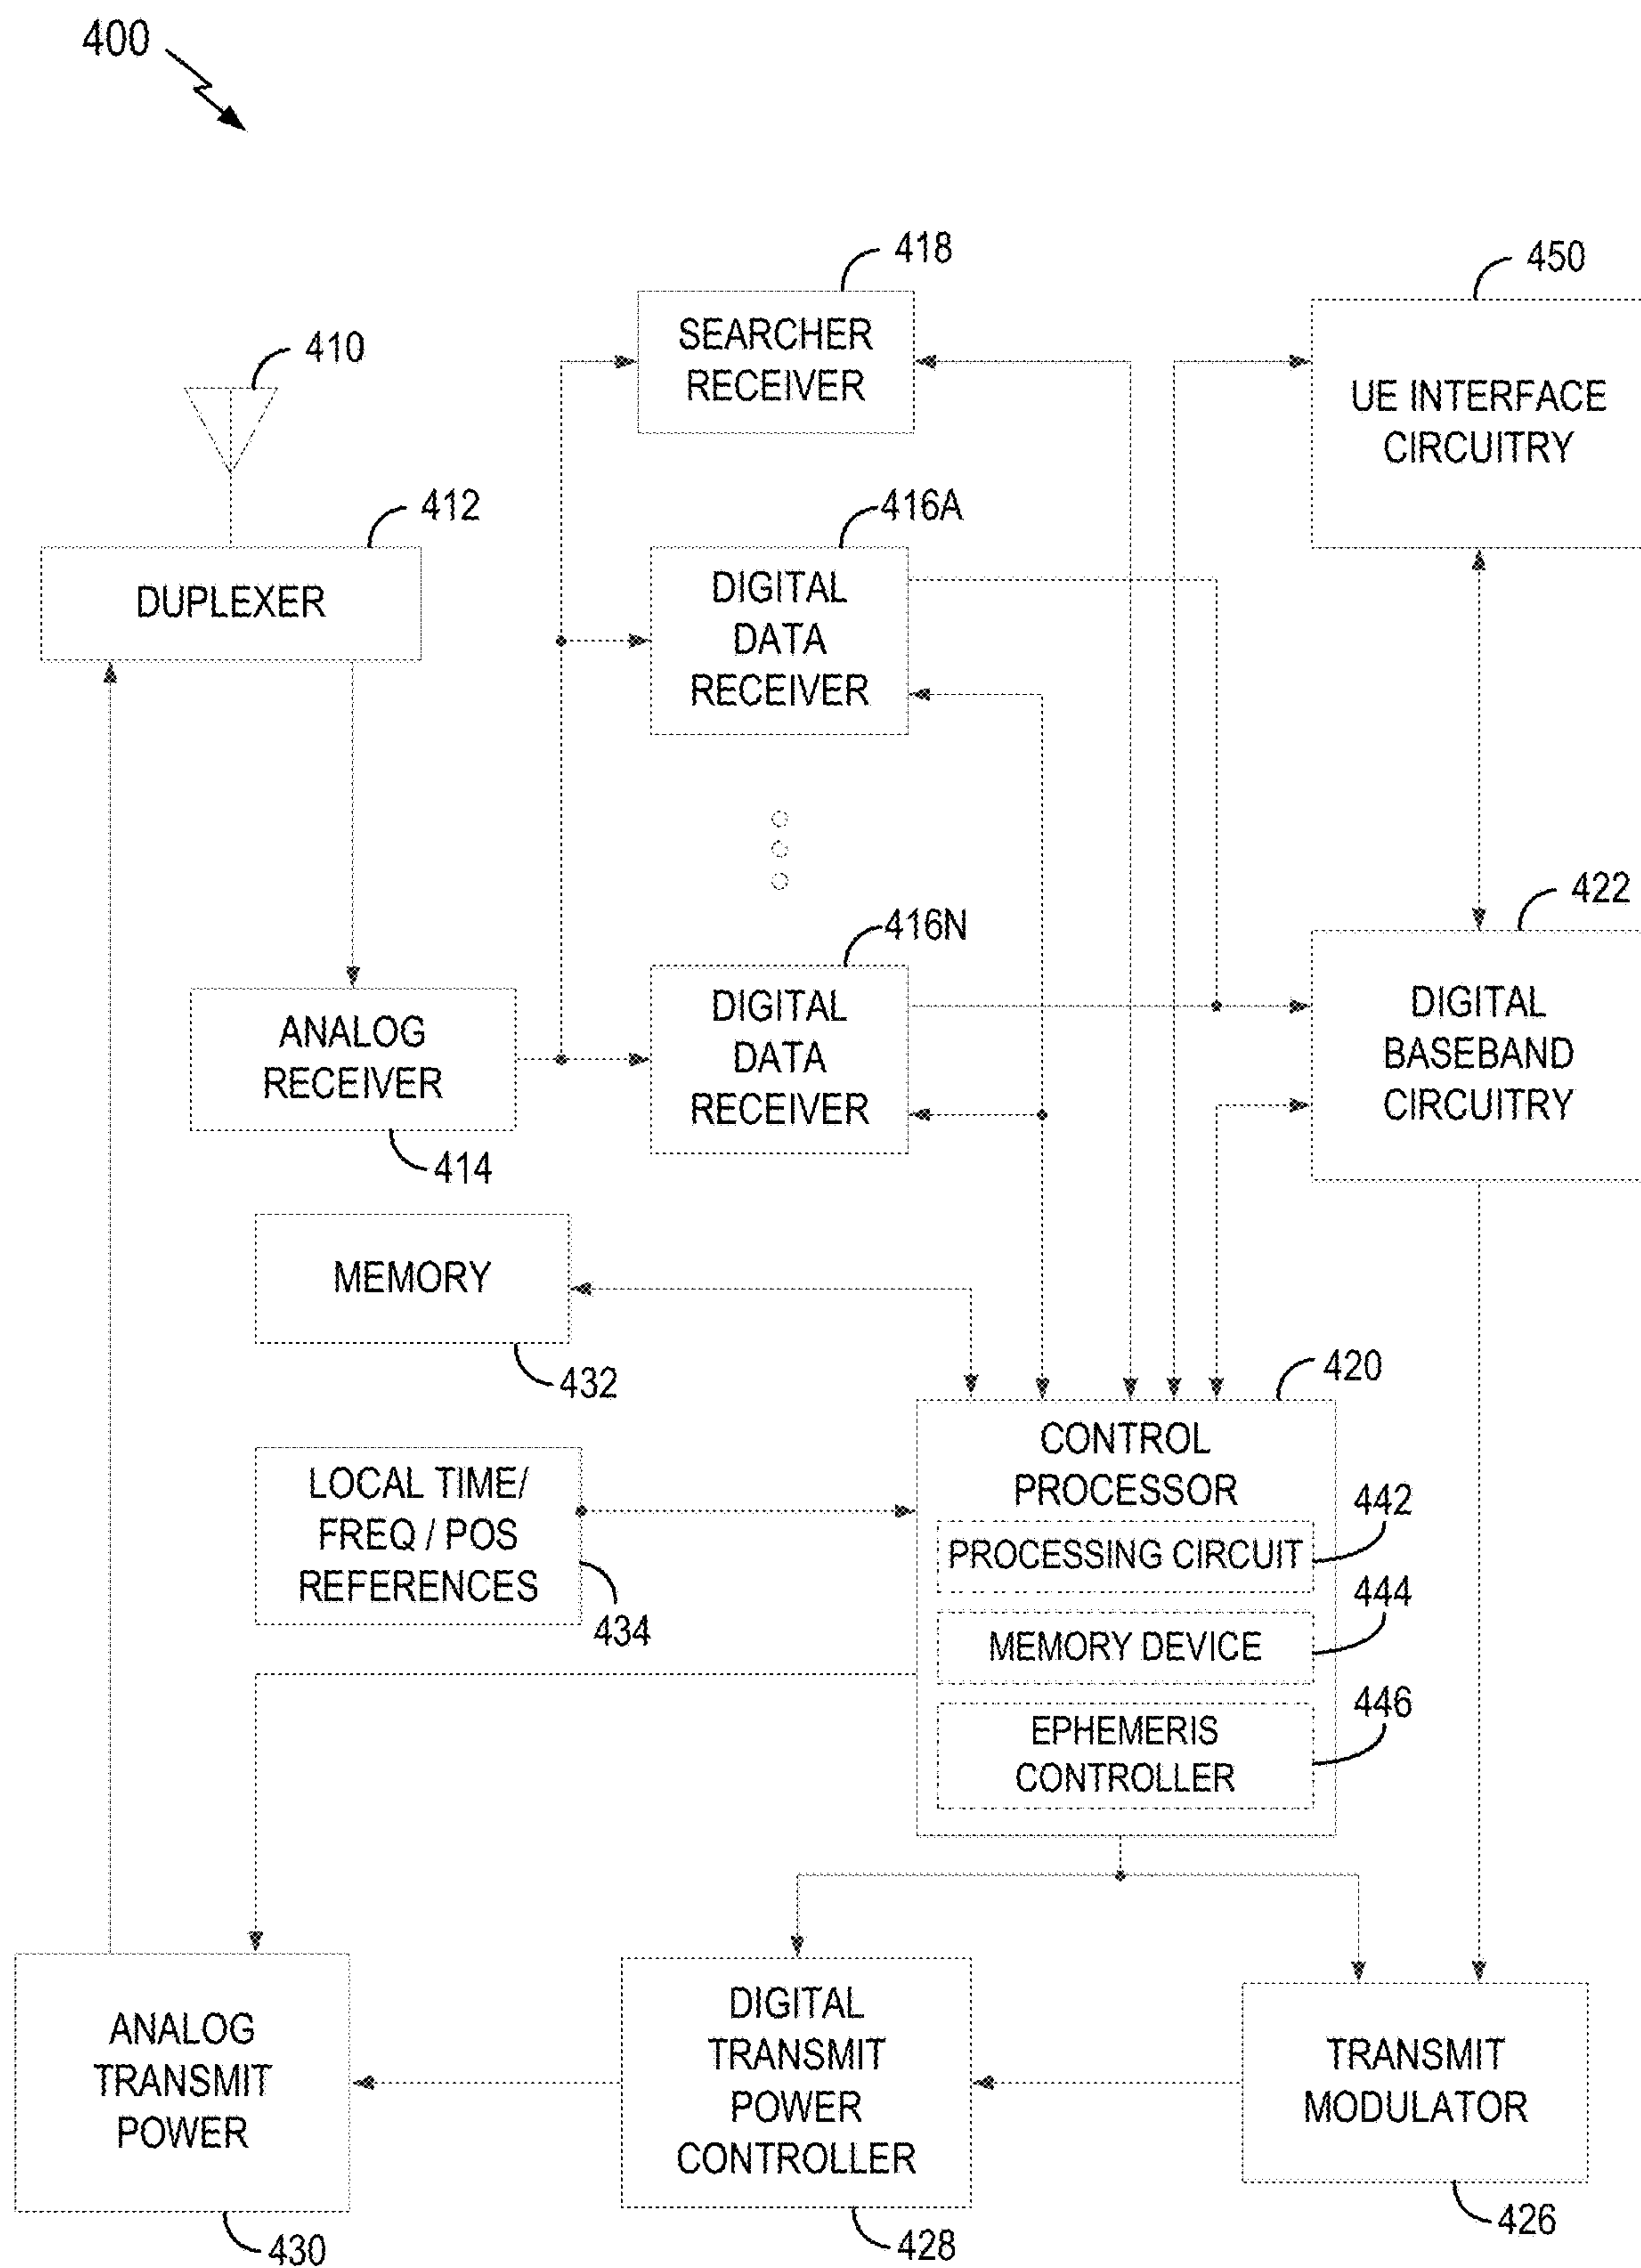 400
418
SEARCHER
RECEIVER
450
UE INTERFACE
CIRCUITRY
410
412
DUPLEXER
416A
DIGITAL
DATA
RECEIVER
416N
DIGITAL
DATA
RECEIVER
422
DIGITAL
BASEBAND
CIRCUITRY
ANALOG
RECEIVER
414
MEMORY
432
420
CONTROL
PROCESSOR
442
PROCESSING CIRCUIT
444
MEMORY DEVICE
446
EPHEMERIS
CONTROLLER
LOCAL TIME/
FREQ / POS
REFERENCES
434
ANALOG
TRANSMIT
POWER
430
DIGITAL
TRANSMIT
POWER
CONTROLLER
428
TRANSMIT
MODULATOR
426